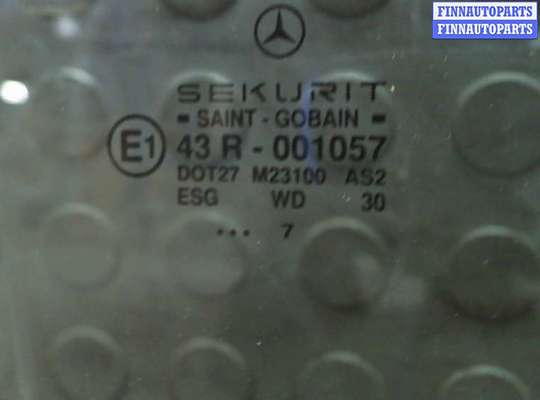 FINNAUTOPARTS
FINNAUTOPARTS
SEKURIT
SAINT - GOBAIN
E1 43 R - 001057
DOT27 M23100 AS2
ESG WD 30
... 7